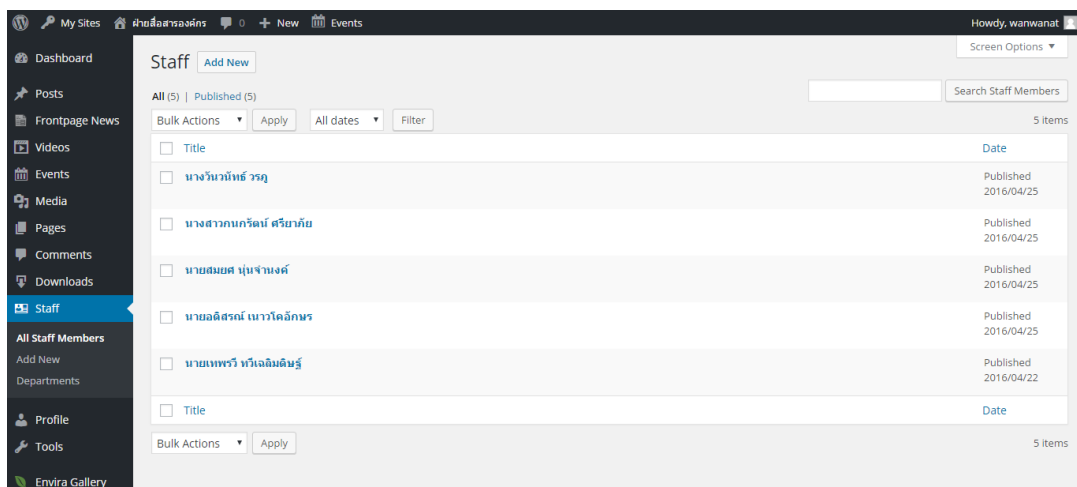 My Sites ฝ่ายสื่อสารองค์กร 0 + New Events Howdy, wanwanat
Dashboard
Posts
Frontpage News
Videos
Events
Media
Pages
Comments
Downloads
Staff
All Staff Members
Add New
Departments
Profile
Tools
Envira Gallery
Screen Options ▼
Staff Add New
All (5) | Published (5)
Search Staff Members
Bulk Actions ▼ Apply All dates ▼ Filter 5 items
Title Date
นางวันวนัทธ์ วรภู Published
2016/04/25
นางสาวกนกรัตน์ ศรียาภัย Published
2016/04/25
นายสมยศ นุ่นจำนงค์ Published
2016/04/25
นายอดิสรณ์ เนาวโคอักษร Published
2016/04/25
นายเทพรวี ทวีเฉลิมดิษฐ์ Published
2016/04/22
Title Date
Bulk Actions ▼ Apply 5 items